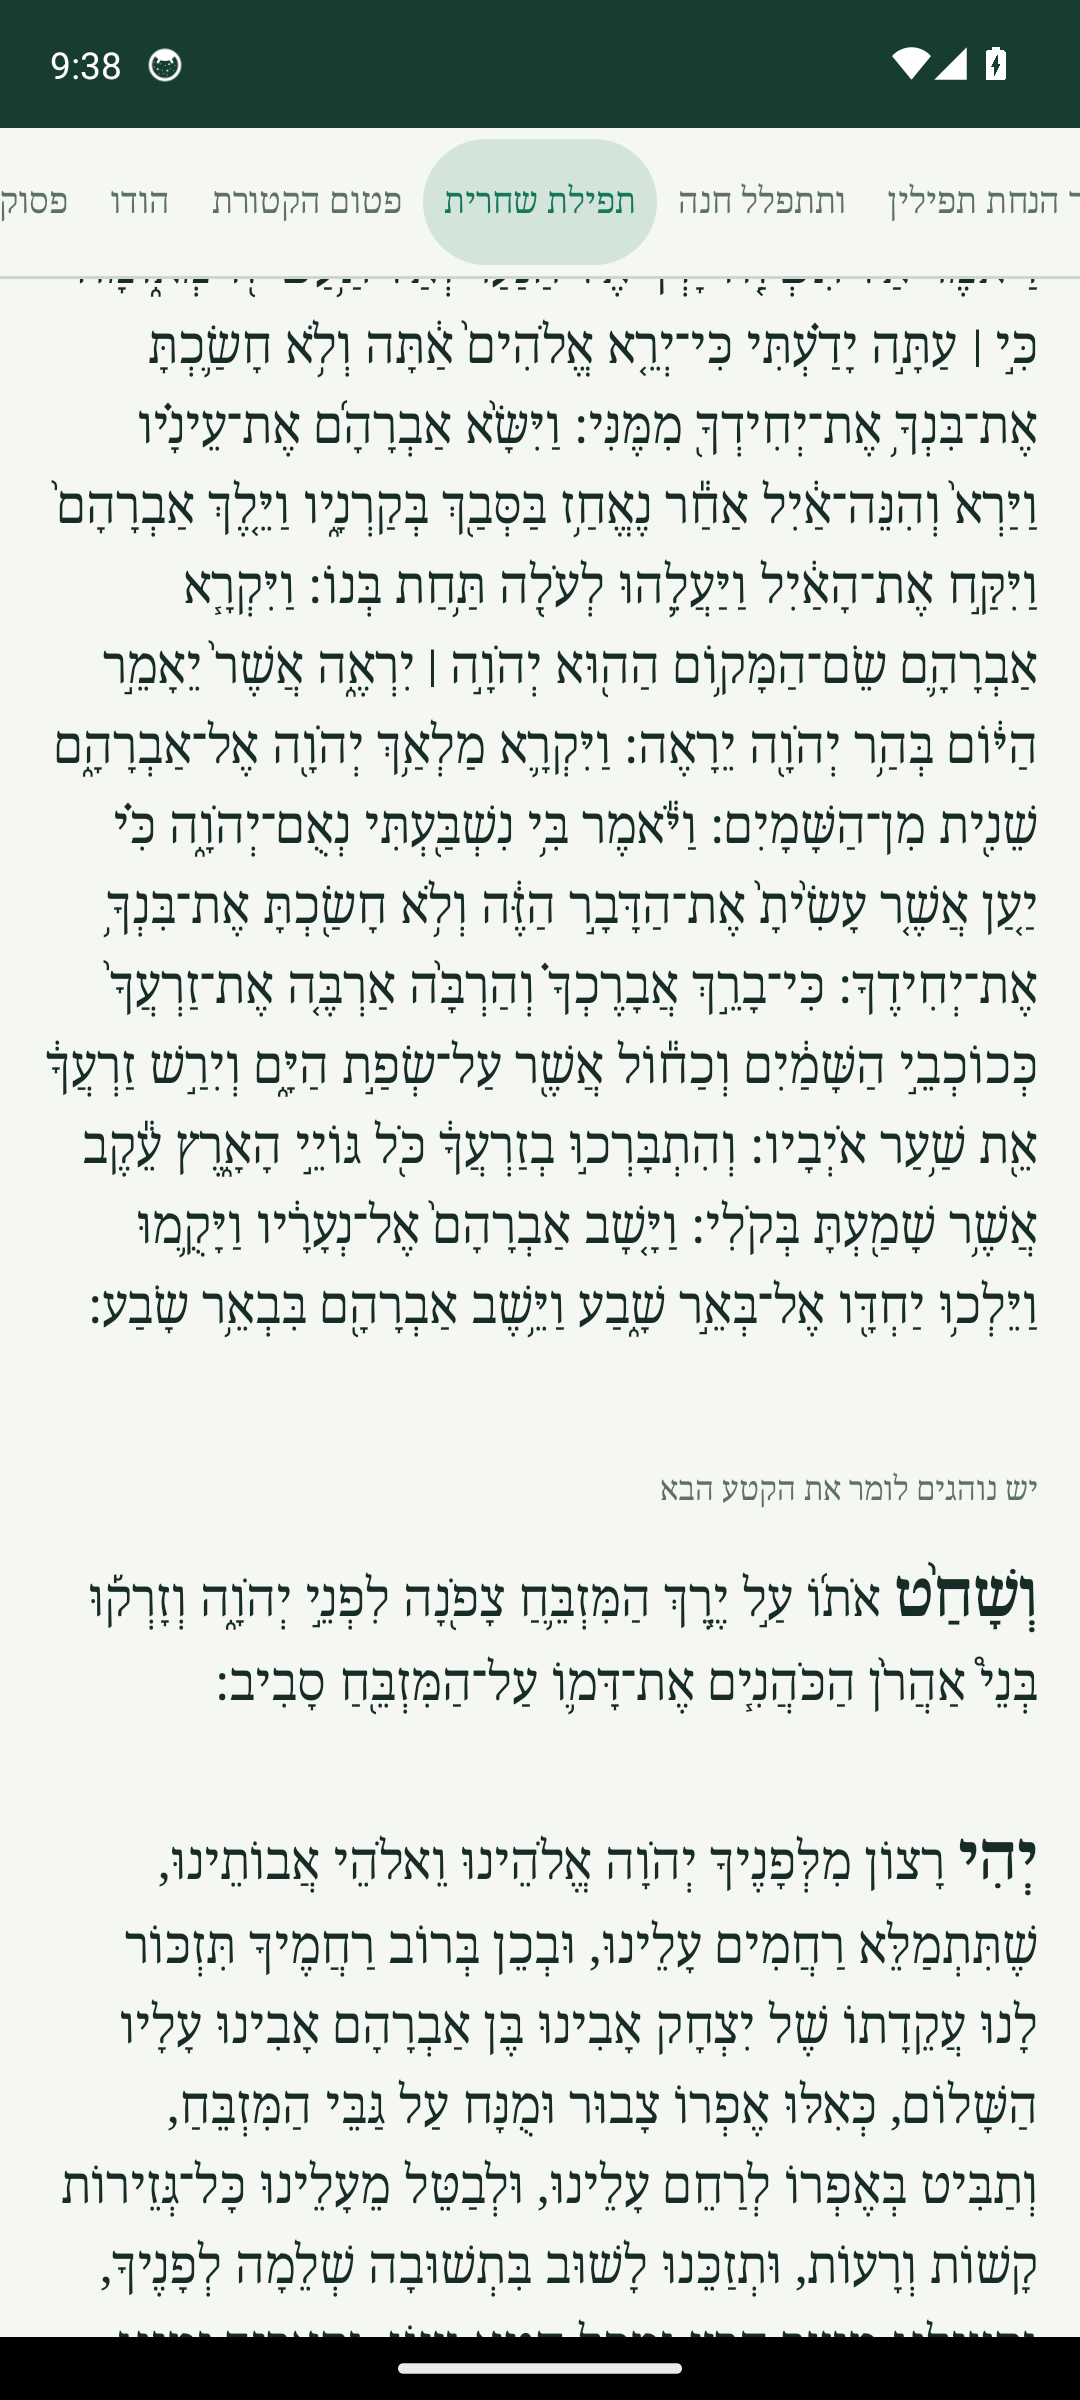 9:38
ר הנחת תפילין ותתפלל חנה תפילת שחרית פטום הקטורת הודו פסוק
כִּ֣י ׀ עַתָּ֣ה יָדַ֗עְתִּי כִּי־יְרֵ֤א אֱלֹהִים֙ אַ֔תָּה וְלֹ֥א חָשַׂ֛כְתָּ
אֶת־בִּנְךָ֥ אֶת־יְחִידְךָ֖ מִמֶּנִּי׃ וַיִּשָּׂ֨א אַבְרָהָ֜ם אֶת־עֵינָ֗יו
וַיַּרְא֙ וְהִנֵּה־אַ֔יִל אַחַ֕ר נֶאֱחַ֥ז בַּסְּבַ֖ךְ בְּקַרְנָ֑יו וַיֵּ֤לֶךְ אַבְרָהָם֙
וַיִּקַּ֣ח אֶת־הָאַ֔יִל וַיַּעֲלֵ֥הוּ לְעֹלָ֖ה תַּ֥חַת בְּנוֹ׃ וַיִּקְרָ֧א
אַבְרָהָ֛ם שֵׁם־הַמָּק֥וֹם הַה֖וּא יְהֹוָ֣ה ׀ יִרְאֶ֑ה אֲשֶׁר֙ יֵאָמֵ֣ר
הַיּ֔וֹם בְּהַ֥ר יְהֹוָ֖ה יֵרָאֶה׃ וַיִּקְרָ֛א מַלְאַ֥ךְ יְהֹוָ֖ה אֶל־אַבְרָהָ֑ם
שֵׁנִ֖ית מִן־הַשָּׁמָיִם׃ וַיֹּ֕אמֶר בִּ֥י נִשְׁבַּ֖עְתִּי נְאֻם־יְהֹוָ֑ה כִּ֗י
יַ֚עַן אֲשֶׁ֤ר עָשִׂ֙יתָ֙ אֶת־הַדָּבָ֣ר הַזֶּ֔ה וְלֹ֥א חָשַׂ֖כְתָּ אֶת־בִּנְךָ֥
אֶת־יְחִידֶךָ׃ כִּי־בָרֵ֣ךְ אֲבָרֶכְךָ֗ וְהַרְבָּ֨ה אַרְבֶּ֤ה אֶת־זַרְעֲךָ֙
כְּכוֹכְבֵ֣י הַשָּׁמַ֔יִם וְכַח֕וֹל אֲשֶׁ֖ר עַל־שְׂפַ֣ת הַיָּ֑ם וְיִרַ֣שׁ זַרְעֲךָ֔
אֵ֖ת שַׁ֥עַר אֹיְבָיו׃ וְהִתְבָּרְכ֣וּ בְזַרְעֲךָ֔ כֹּ֖ל גּוֹיֵ֣י הָאָ֑רֶץ עֵ֕קֶב
אֲשֶׁ֥ר שָׁמַ֖עְתָּ בְּקֹלִי׃ וַיָּ֤שָׁב אַבְרָהָם֙ אֶל־נְעָרָ֔יו וַיָּקֻ֛מוּ
וַיֵּלְכ֥וּ יַחְדָּ֖ו אֶל־בְּאֵ֣ר שָׁ֑בַע וַיֵּ֥שֶׁב אַבְרָהָ֖ם בִּבְאֵ֥ר שָׁבַע׃
יש נוהגים לומר את הקטע הבא
וְשָׁחַ֨ט אֹת֜וֹ עַ֣ל יֶ֧רֶךְ הַמִּזְבֵּ֛חַ צָפֹ֖נָה לִפְנֵ֣י יְהֹוָ֑ה וְזָרְק֡וּ
בְּנֵי֩ אַהֲרֹ֨ן הַכֹּהֲנִ֧ים אֶת־דָּמ֛וֹ עַל־הַמִּזְבֵּ֖חַ סָבִיב׃
יְהִי רָצוֹן מִלְּפָנֶיךָ יְהֹוָה אֱלֹהֵינוּ וֵאלֹהֵי אֲבוֹתֵינוּ,
שֶׁתִּתְמַלֵּא רַחֲמִים עָלֵינוּ, וּבְכֵן בְּרוֹב רַחֲמֶיךָ תִּזְכּוֹר
לָנוּ עֲקֵדָתוֹ שֶׁל יִצְחָק אָבִינוּ בֶּן אַבְרָהָם אָבִינוּ עָלָיו
הַשָּׁלוֹם, כְּאִלּוּ אֶפְרוֹ צָבוּר וּמֻנָּח עַל גַּבֵּי הַמִּזְבֵּחַ,
וְתַבִּיט בְּאֶפְרוֹ לְרַחֵם עָלֵינוּ, וּלְבַטֵּל מֵעָלֵינוּ כָּל־גְּזֵירוֹת
קָשׁוֹת וְרָעוֹת, וּתְזַכֵּנוּ לָשׁוּב בִּתְשׁוּבָה שְׁלֵמָה לְפָנֶיךָ,